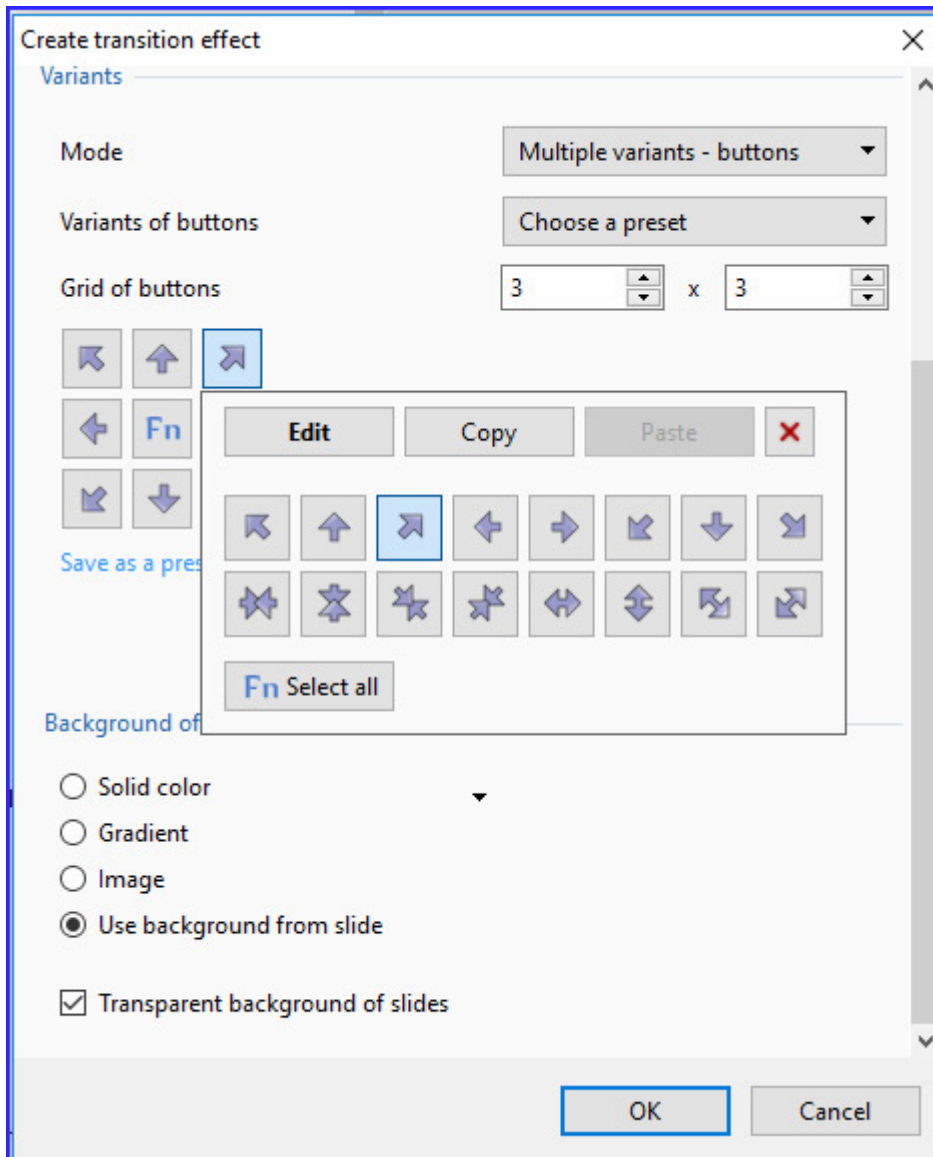 Create transition effect
Variants
Mode
Multiple variants - buttons
Variants of buttons
Choose a preset
Grid of buttons
3 x 3
Fn
Edit Copy Paste
Save as a pres
Fn Select all
Background of
Solid color
Gradient
Image
Use background from slide
Transparent background of slides
OK Cancel